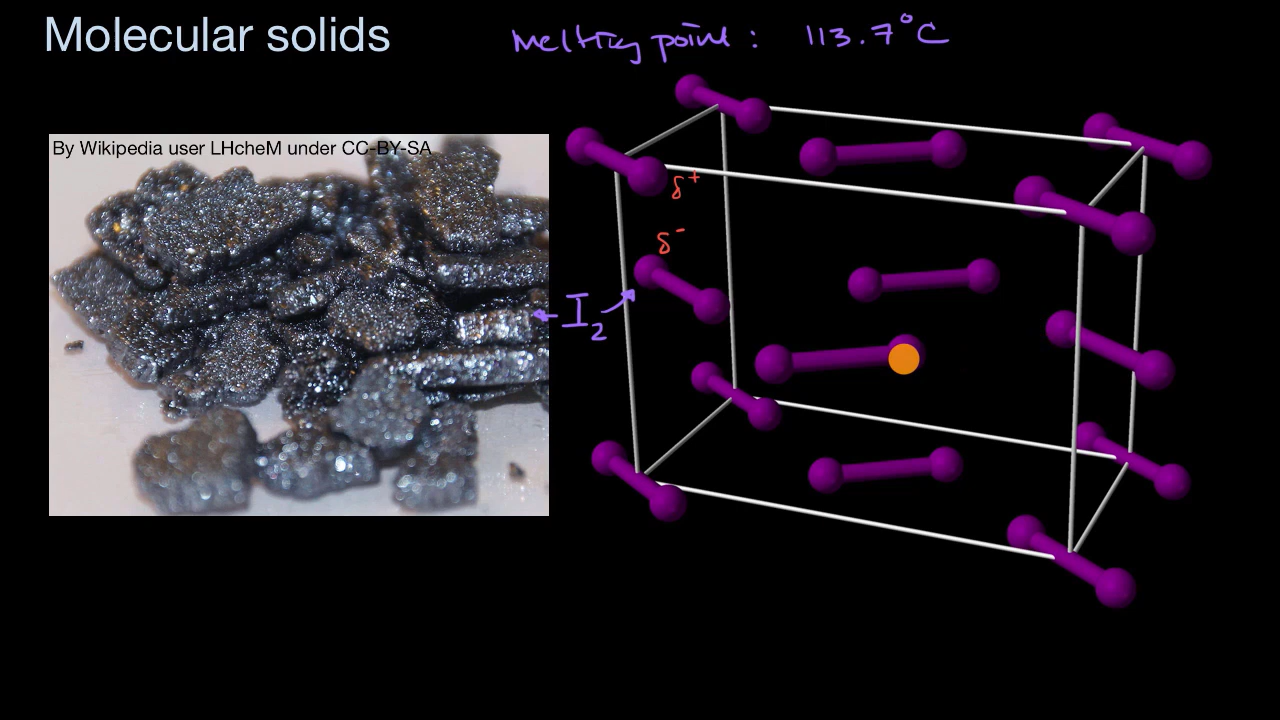 Molecular solids
Melting point : 113.7°C
By Wikipedia user LHcheM under CC-BY-SA
δ⁺
δ⁻
I₂